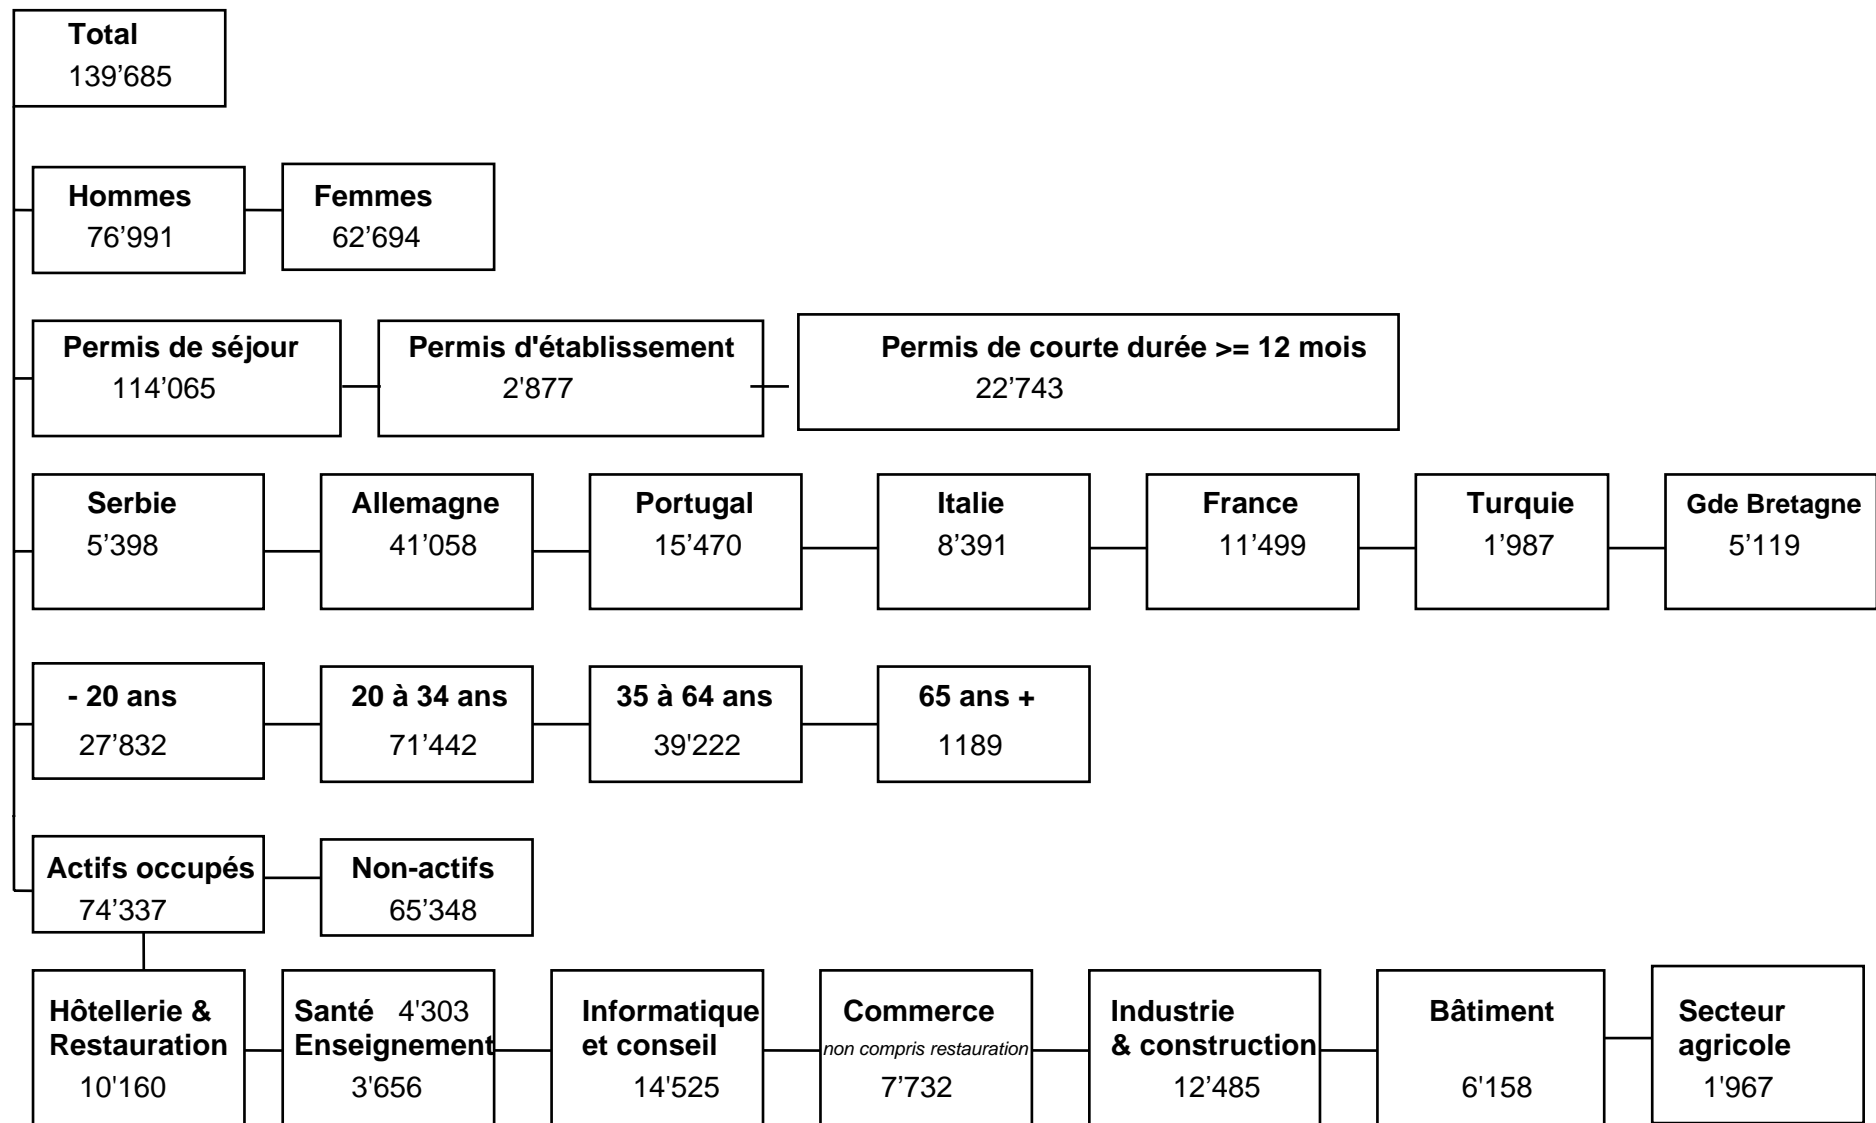 Total
139’685
Hommes
76’991
Femmes
62’694
Permis de séjour
114’065
Permis d'établissement
2'877
Permis de courte durée >= 12 mois
22’743
Serbie
5’398
Allemagne
41’058
Portugal
15’470
Italie
8’391
France
11’499
Turquie
1’987
Gde Bretagne
5’119
- 20 ans
27’832
20 à 34 ans
71’442
35 à 64 ans
39'222
65 ans +
1189
Actifs occupés
74’337
Non-actifs
65’348
Hôtellerie &
Restauration
10'160
Santé 4'303
Enseignement
3'656
Informatique
et conseil
14'525
Commerce
non compris restauration
7'732
Industrie
& construction
12'485
Bâtiment
6'158
Secteur
agricole
1'967